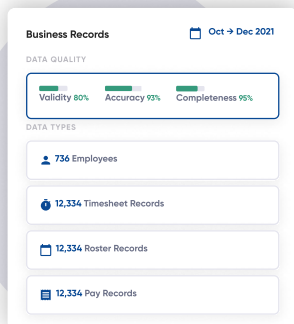 Business Records
Oct → Dec 2021
DATA QUALITY
Validity 80% Accuracy 93% Completeness 95%
DATA TYPES
736 Employees
12,334 Timesheet Records
12,334 Roster Records
12,334 Pay Records